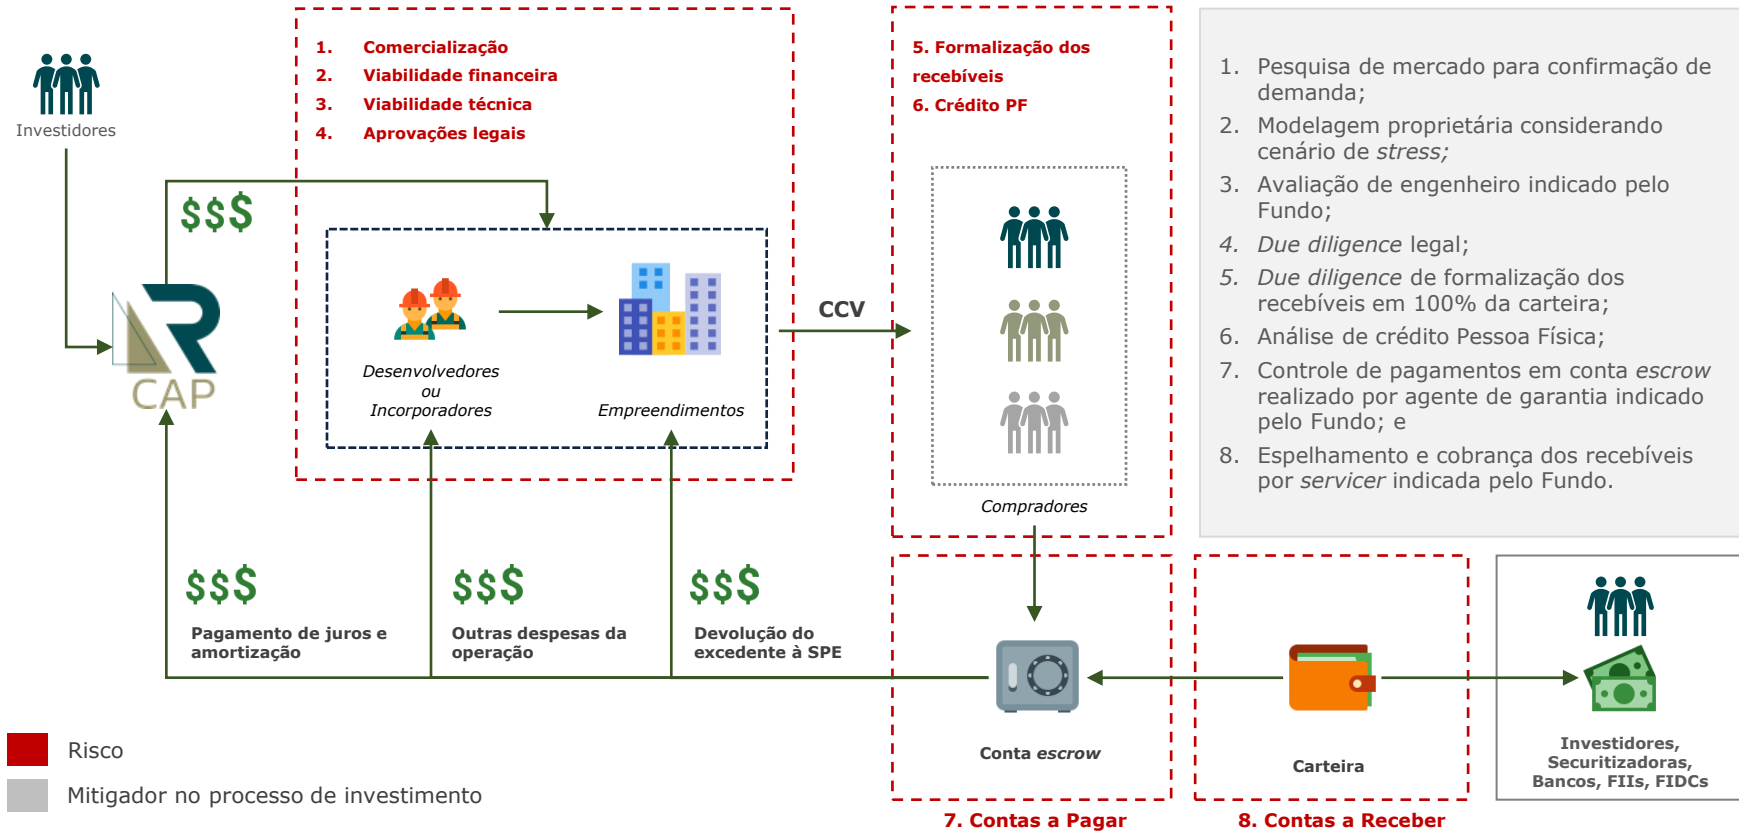 Investidores
1. Comercialização
2. Viabilidade financeira
3. Viabilidade técnica
4. Aprovações legais
$$$
R
CAP
Desenvolvedores
ou
Incorporadores
Empreendimentos
CCV
5. Formalização dos
recebíveis
6. Crédito PF
Compradores
1. Pesquisa de mercado para confirmação de
demanda;
2. Modelagem proprietária considerando
cenário de stress;
3. Avaliação de engenheiro indicado pelo
Fundo;
4. Due diligence legal;
5. Due diligence de formalização dos
recebíveis em 100% da carteira;
6. Análise de crédito Pessoa Física;
7. Controle de pagamentos em conta escrow
realizado por agente de garantia indicado
pelo Fundo; e
8. Espelhamento e cobrança dos recebíveis
por servicer indicada pelo Fundo.
$$$
Pagamento de juros e
amortização
$$$
Outras despesas da
operação
$$$
Devolução do
excedente à SPE
Conta escrow
7. Contas a Pagar
Carteira
8. Contas a Receber
Investidores,
Securitizadoras,
Bancos, FIIs, FIDCs
Risco
Mitigador no processo de investimento